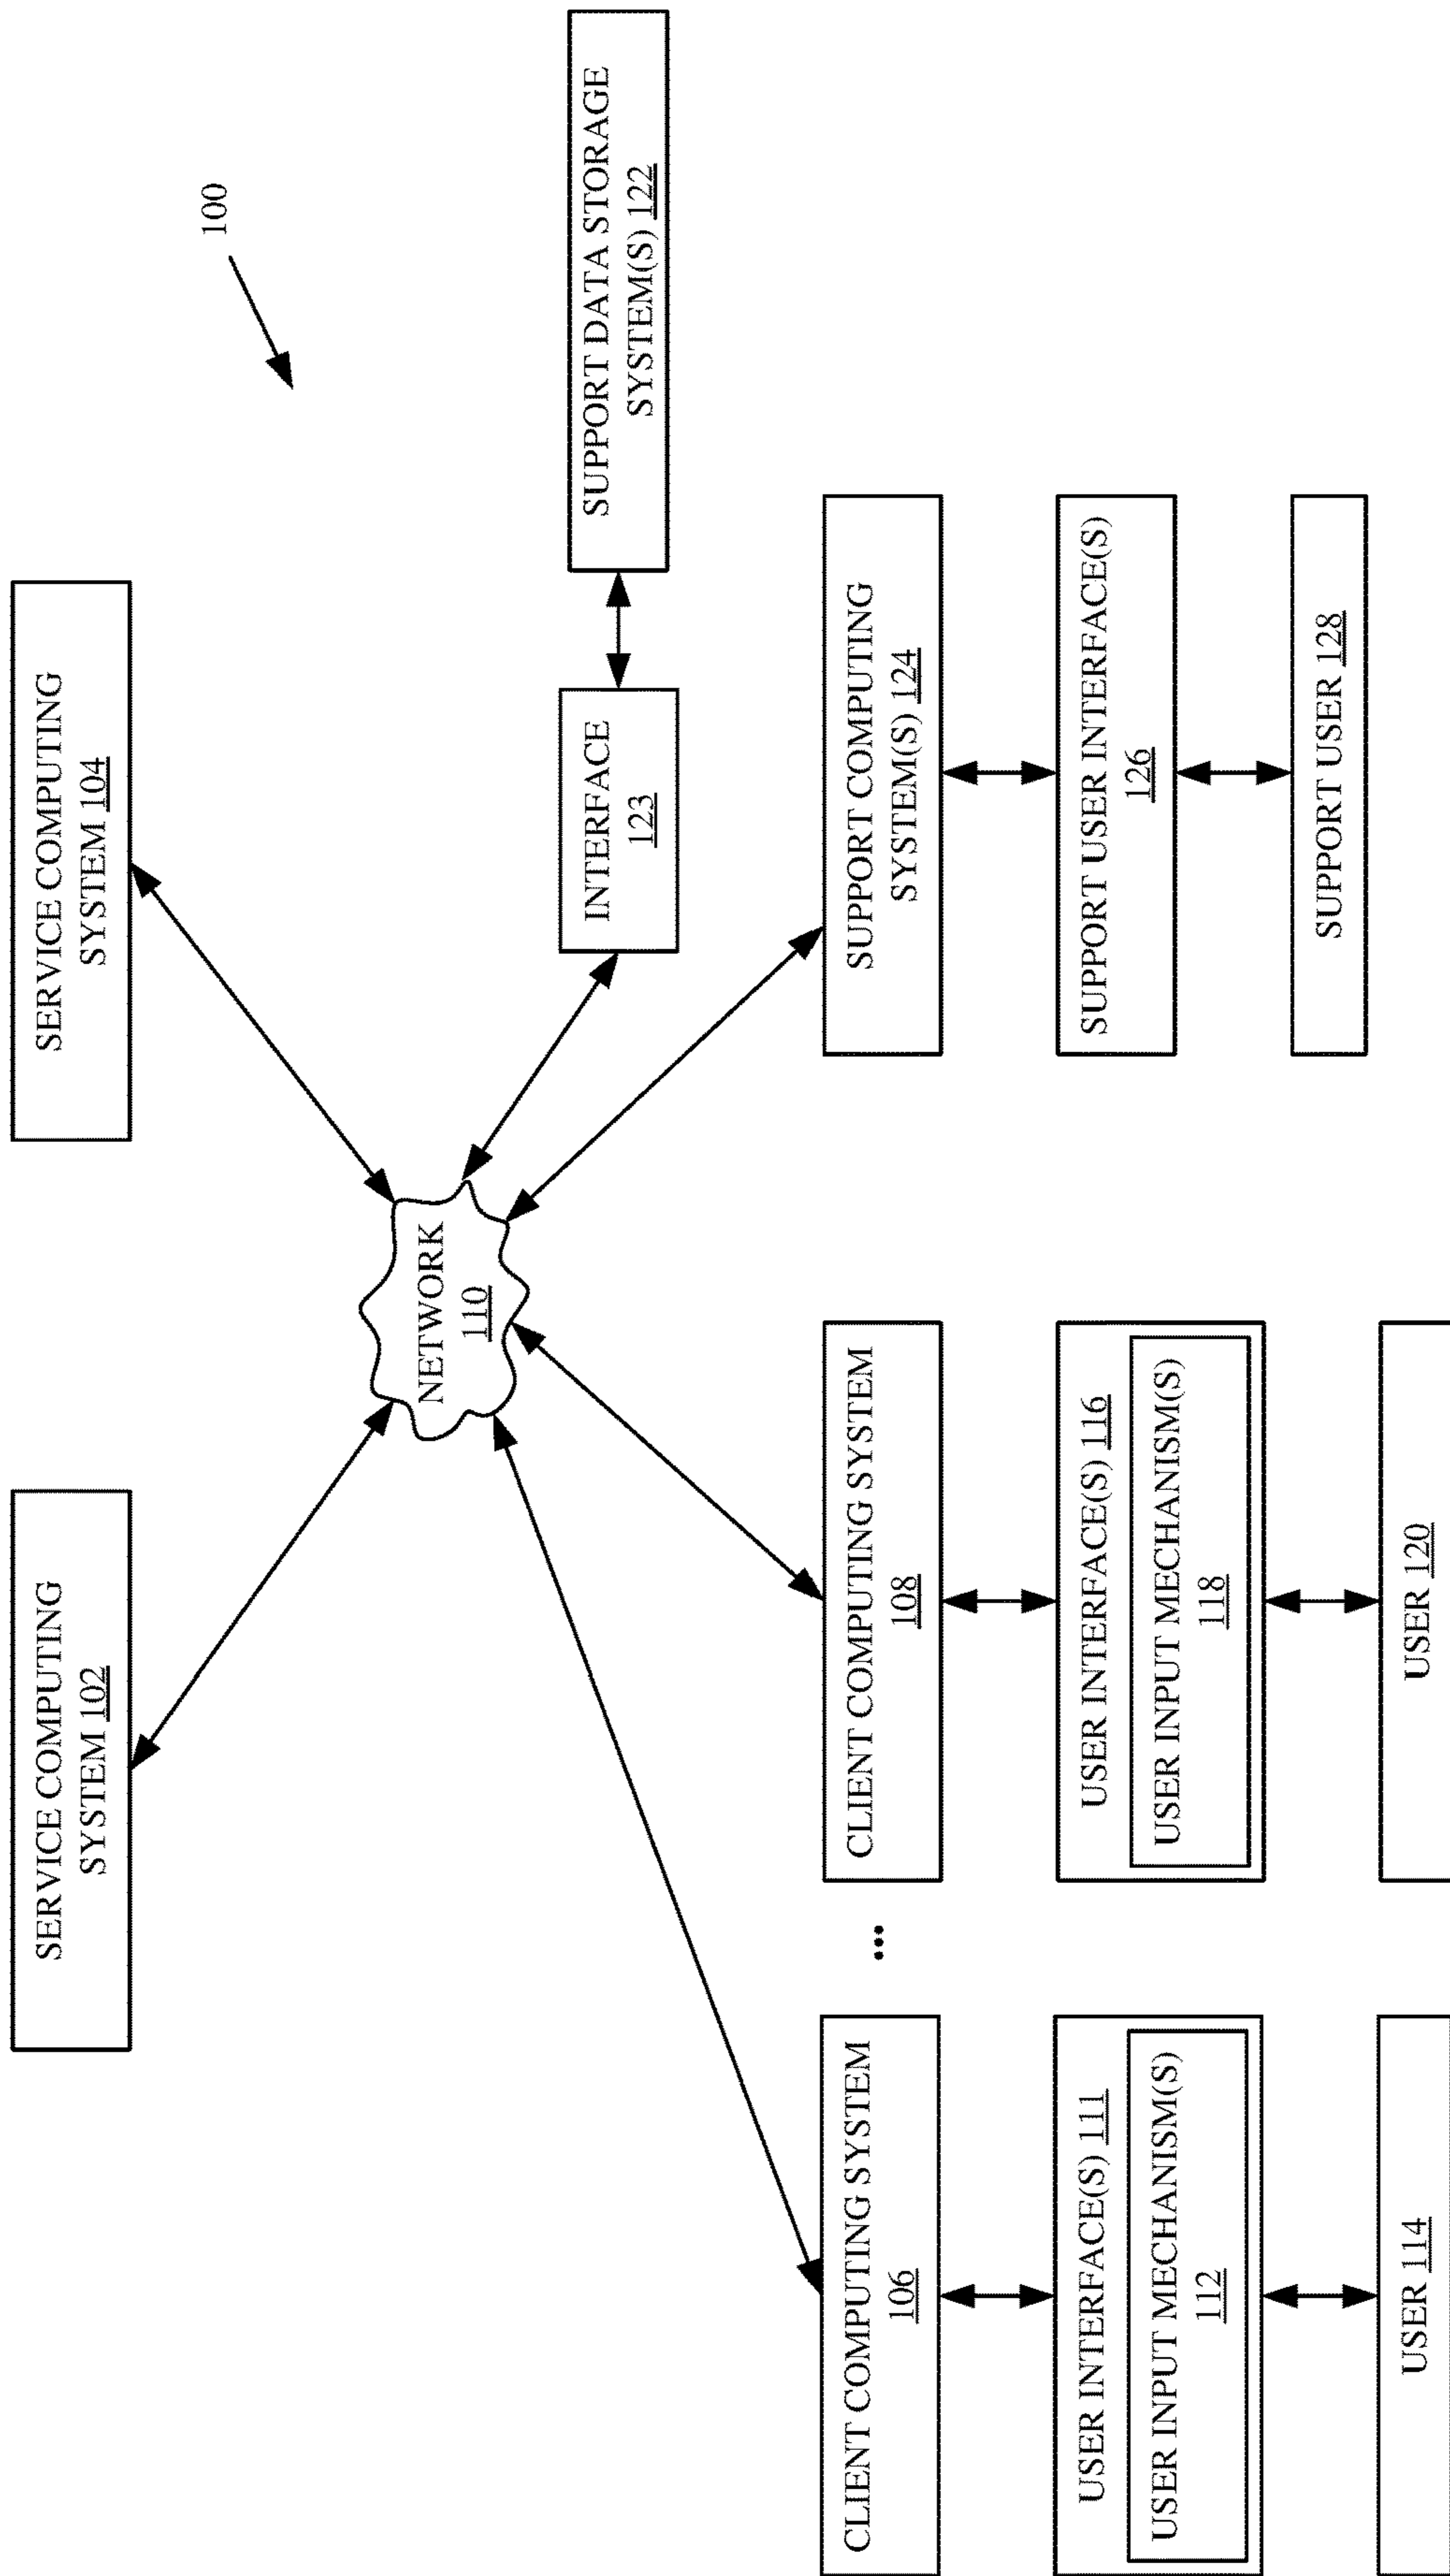 100
SERVICE COMPUTING
SYSTEM 102
SERVICE COMPUTING
SYSTEM 104
NETWORK
110
INTERFACE
123
SUPPORT DATA STORAGE
SYSTEM(S) 122
CLIENT COMPUTING SYSTEM
106
...
CLIENT COMPUTING SYSTEM
108
SUPPORT COMPUTING
SYSTEM(S) 124
USER INTERFACE(S) 111
USER INPUT MECHANISM(S)
112
USER INTERFACE(S) 116
USER INPUT MECHANISM(S)
118
SUPPORT USER INTERFACE(S)
126
USER 114
USER 120
SUPPORT USER 128